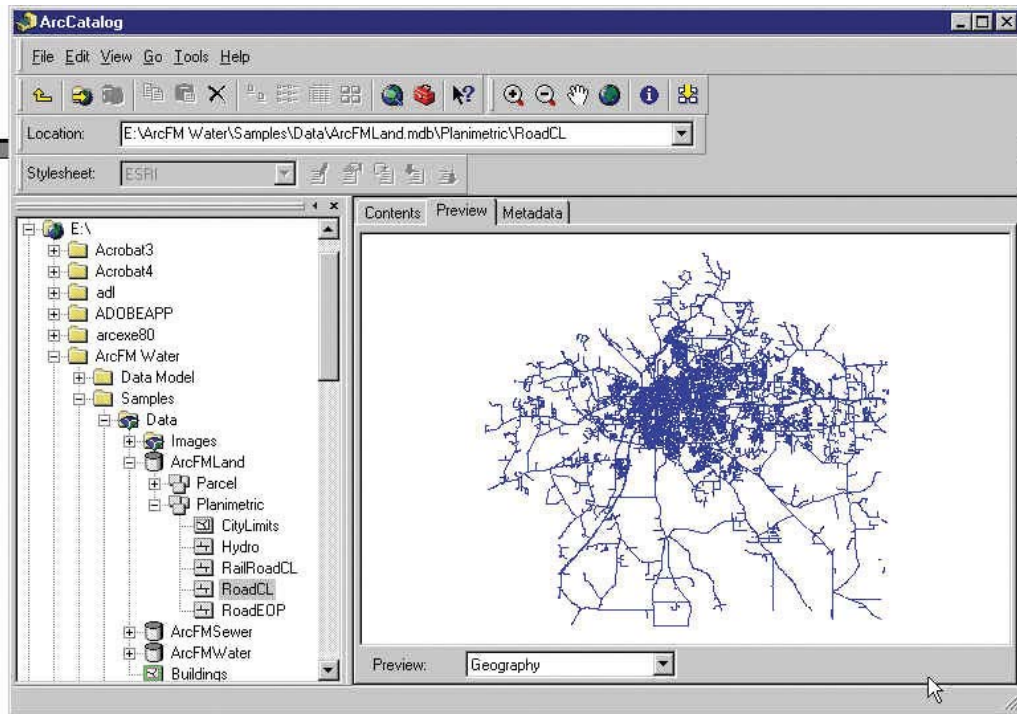 ArcCatalog
File Edit View Go Tools Help
Location: E:\ArcFM Water\Samples\Data\ArcFMLand.mdb\Planimetric\RoadCL
Stylesheet: ESRI
Contents Preview Metadata
E:\
Acrobat3
Acrobat4
adl
ADOBEAPP
arcexe80
ArcFM Water
Data Model
Samples
Data
Images
ArcFMLand
Parcel
Planimetric
CityLimits
Hydro
RailRoadCL
RoadCL
RoadEOP
ArcFMSewer
ArcFMWater
Buildings
Preview: Geography